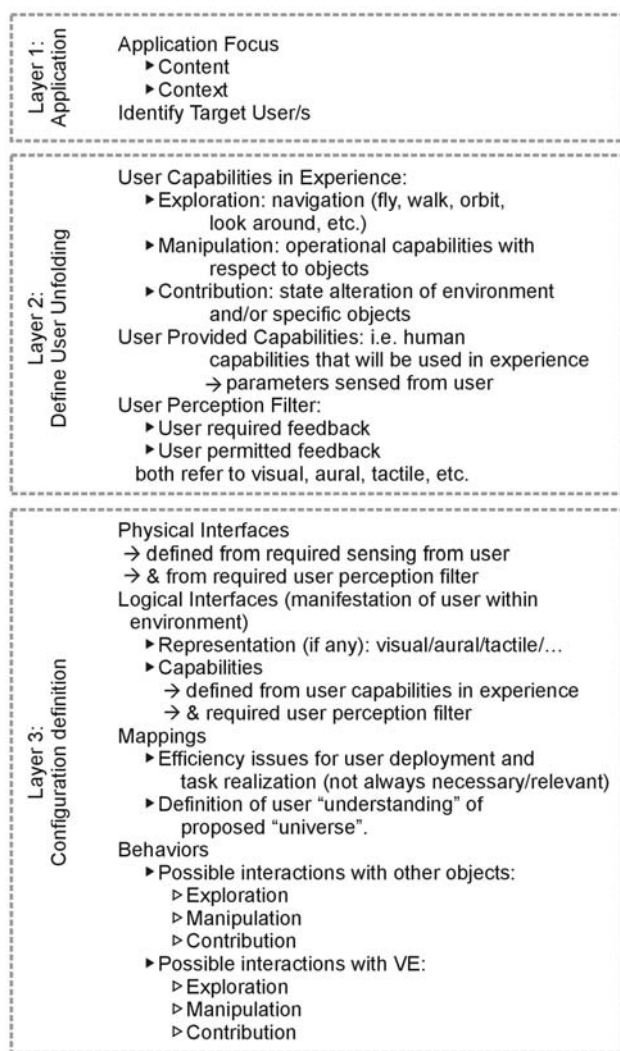 Layer 1:
Application
Application Focus
▸Content
▸Context
Identify Target User/s
Layer 2:
Define User Unfolding
User Capabilities in Experience:
▸Exploration: navigation (fly, walk, orbit,
look around, etc.)
▸Manipulation: operational capabilities with
respect to objects
▸Contribution: state alteration of environment
and/or specific objects
User Provided Capabilities: i.e. human
capabilities that will be used in experience
→ parameters sensed from user
User Perception Filter:
▸User required feedback
▸User permitted feedback
both refer to visual, aural, tactile, etc.
Layer 3:
Configuration definition
Physical Interfaces
→ defined from required sensing from user
→ & from required user perception filter
Logical Interfaces (manifestation of user within
environment)
▸Representation (if any): visual/aural/tactile/...
▸Capabilities
→ defined from user capabilities in experience
→ & required user perception filter
Mappings
▸Efficiency issues for user deployment and
task realization (not always necessary/relevant)
▸Definition of user “understanding” of
proposed “universe”.
Behaviors
▸Possible interactions with other objects:
▹Exploration
▹Manipulation
▹Contribution
▸Possible interactions with VE:
▹Exploration
▹Manipulation
▹Contribution